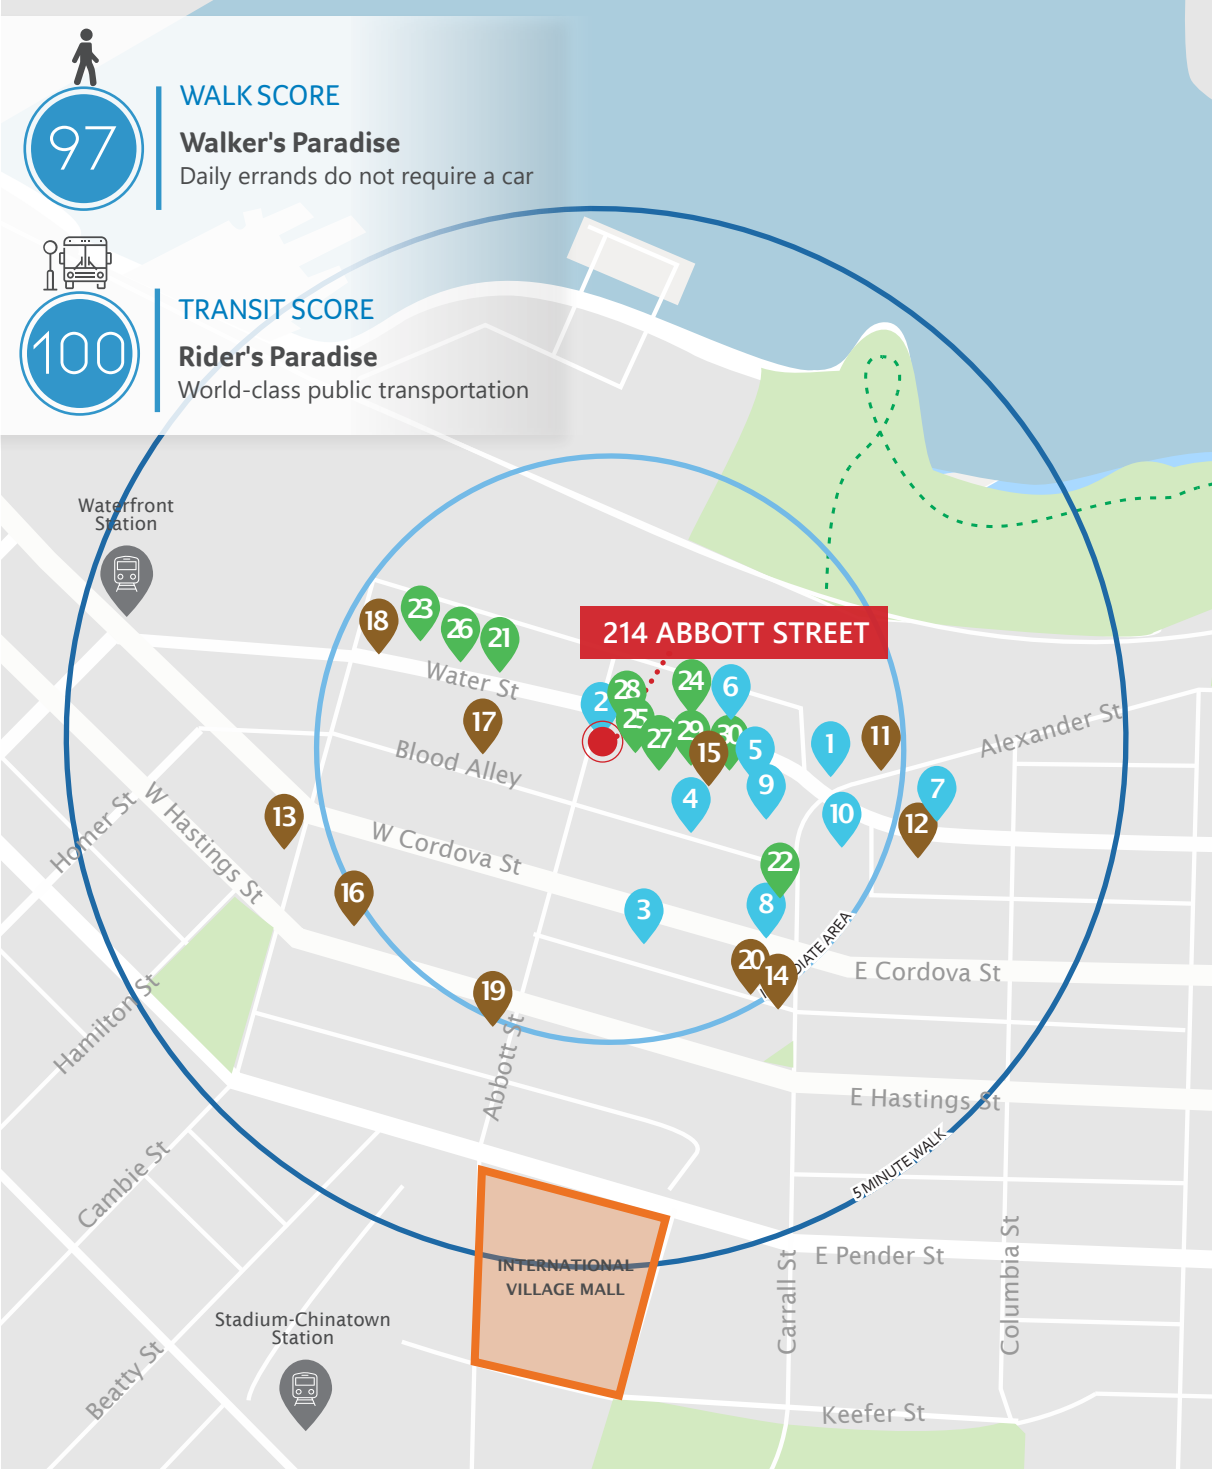 97
WALK SCORE
Walker's Paradise
Daily errands do not require a car
100
TRANSIT SCORE
Rider's Paradise
World-class public transportation
Waterfront
Station
18
23
26
21
214 ABBOTT STREET
Water St
17
Blood Alley
2
28
25
27
24
29
30
15
6
5
9
4
1
11
10
7
12
Alexander St
13
Homer St
W Hastings St
W Cordova St
16
3
22
8
20
14
19
E Cordova St
Hamilton St
Abbott St
E Hastings St
5 MINUTE WALK
Cambie St
INTERNATIONAL
VILLAGE MALL
E Pender St
Carrall St
Columbia St
Stadium-Chinatown
Station
Beatty St
Keefer St